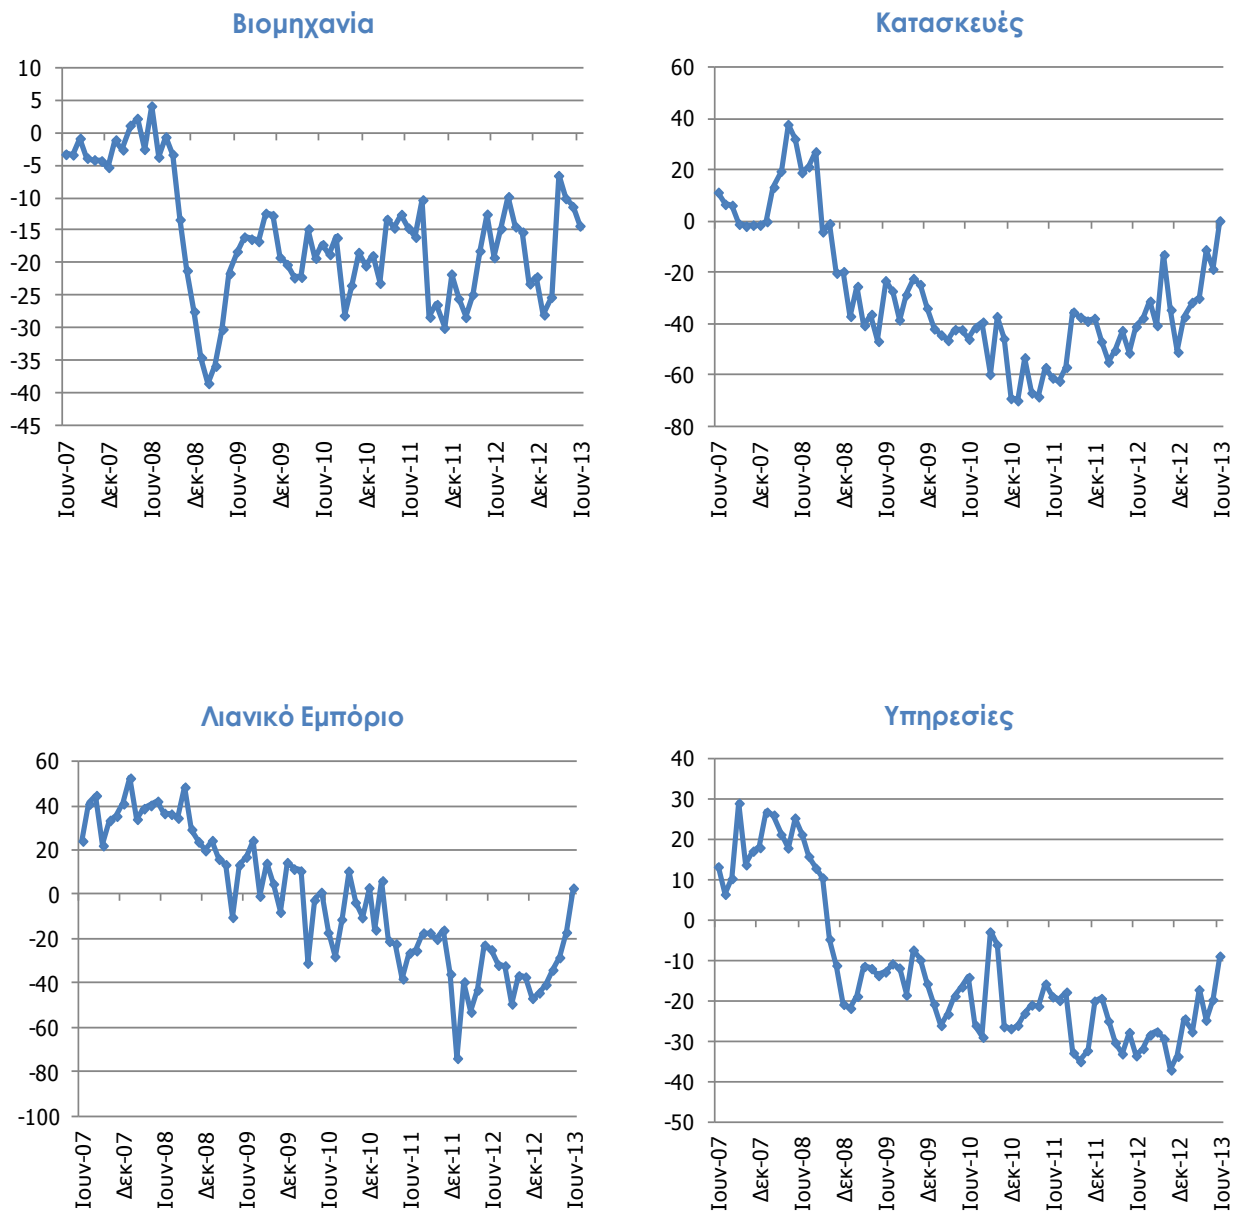 Βιομηχανία
10
5
0
-5
-10
-15
-20
-25
-30
-35
-40
-45
Ιουν-07
Δεκ-07
Ιουν-08
Δεκ-08
Ιουν-09
Δεκ-09
Ιουν-10
Δεκ-10
Ιουν-11
Δεκ-11
Ιουν-12
Δεκ-12
Ιουν-13
Κατασκευές
60
40
20
0
-20
-40
-60
-80
Ιουν-07
Δεκ-07
Ιουν-08
Δεκ-08
Ιουν-09
Δεκ-09
Ιουν-10
Δεκ-10
Ιουν-11
Δεκ-11
Ιουν-12
Δεκ-12
Ιουν-13
Λιανικό Εμπόριο
60
40
20
0
-20
-40
-60
-80
-100
Ιουν-07
Δεκ-07
Ιουν-08
Δεκ-08
Ιουν-09
Δεκ-09
Ιουν-10
Δεκ-10
Ιουν-11
Δεκ-11
Ιουν-12
Δεκ-12
Ιουν-13
Υπηρεσίες
40
30
20
10
0
-10
-20
-30
-40
-50
Ιουν-07
Δεκ-07
Ιουν-08
Δεκ-08
Ιουν-09
Δεκ-09
Ιουν-10
Δεκ-10
Ιουν-11
Δεκ-11
Ιουν-12
Δεκ-12
Ιουν-13